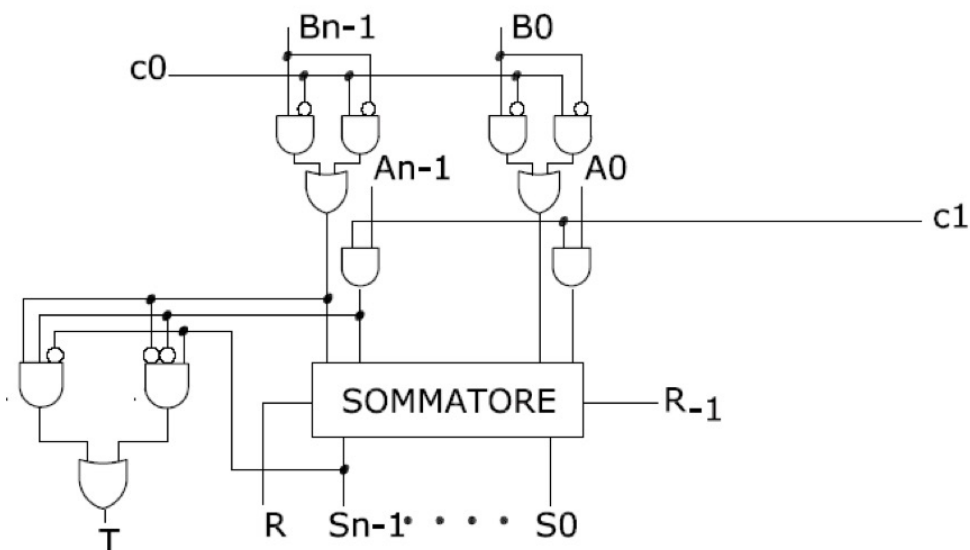 Bn-1 B0
c0
An-1 A0
c1
SOMMATORE R-1
T R Sn-1 • • • • S0